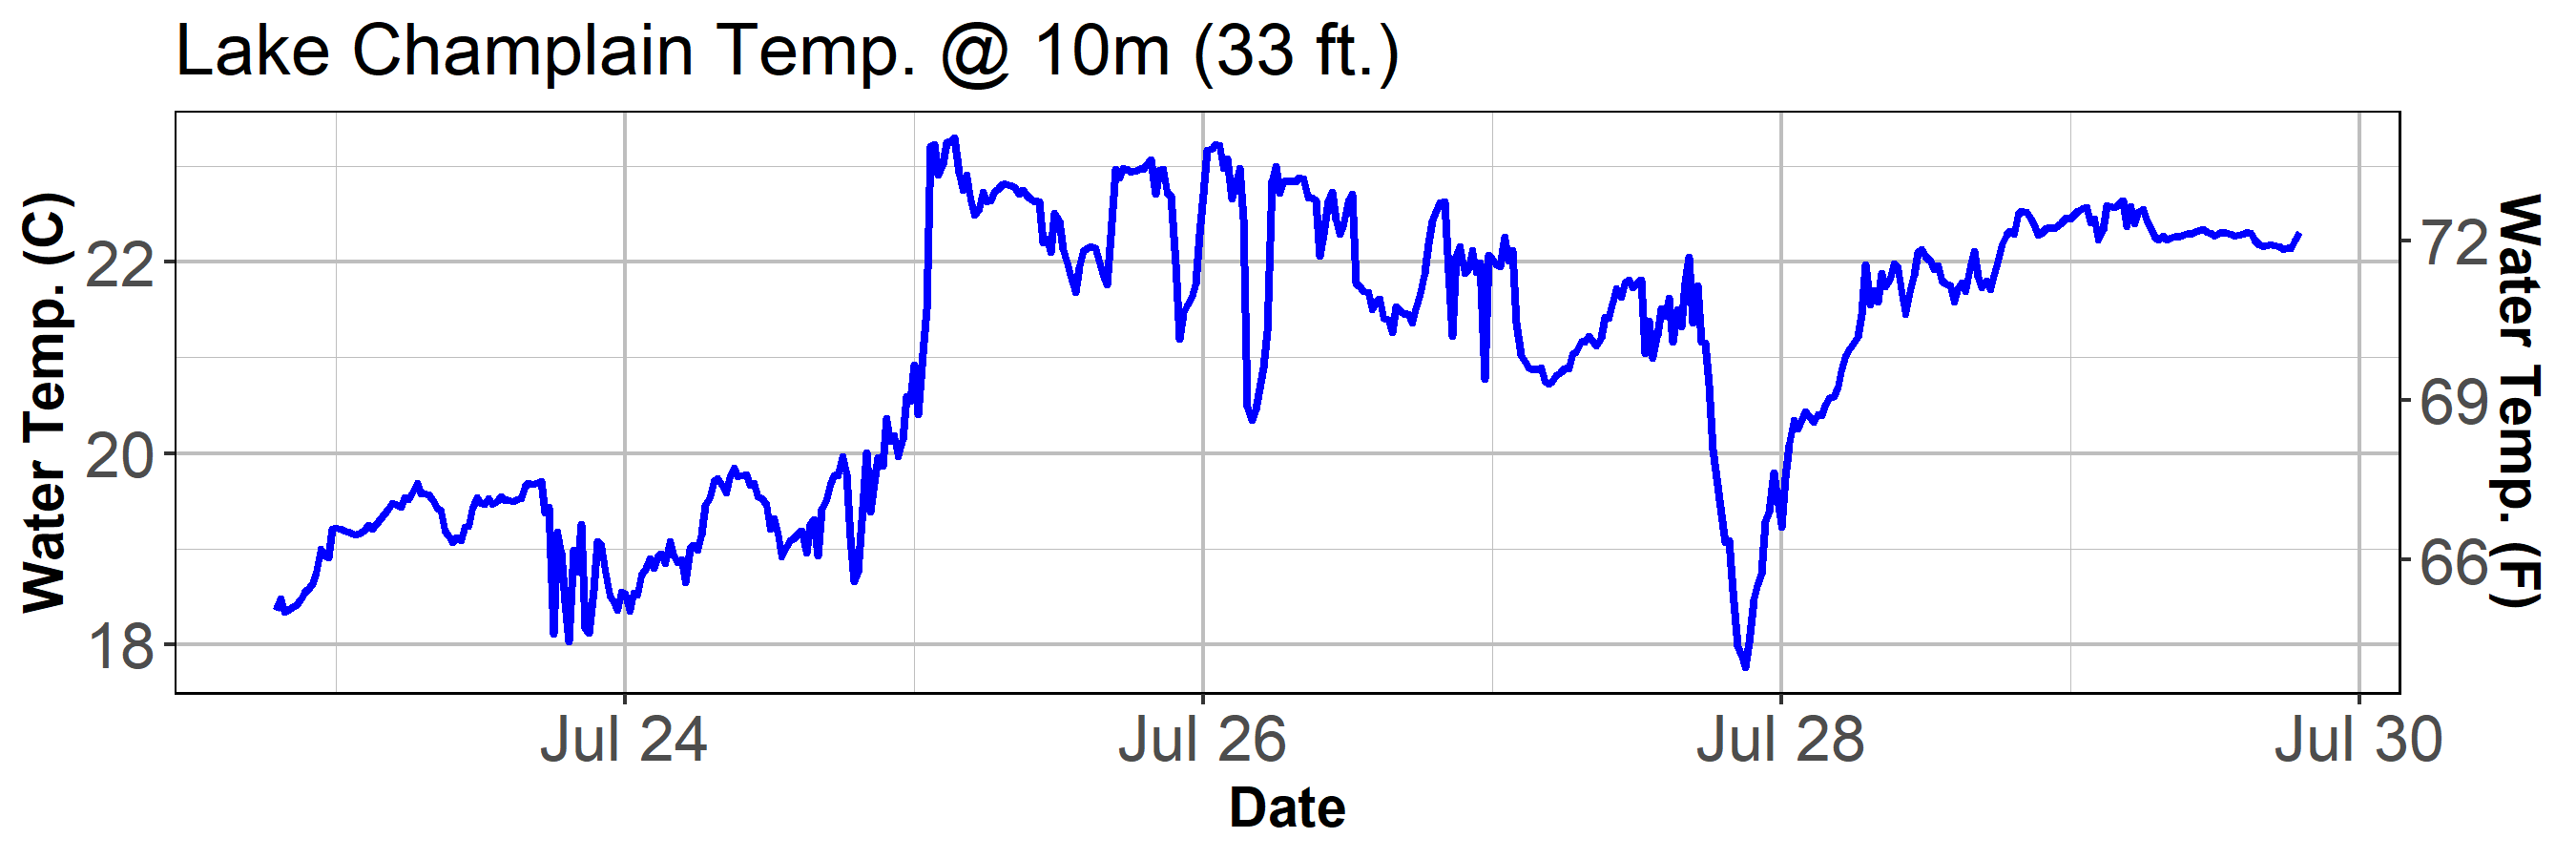 Lake Champlain Temp. @ 10m (33 ft.)
Water Temp. (C)
22
20
18
72
69
66
Water Temp. (F)
Jul 24 Jul 26 Jul 28 Jul 30
Date